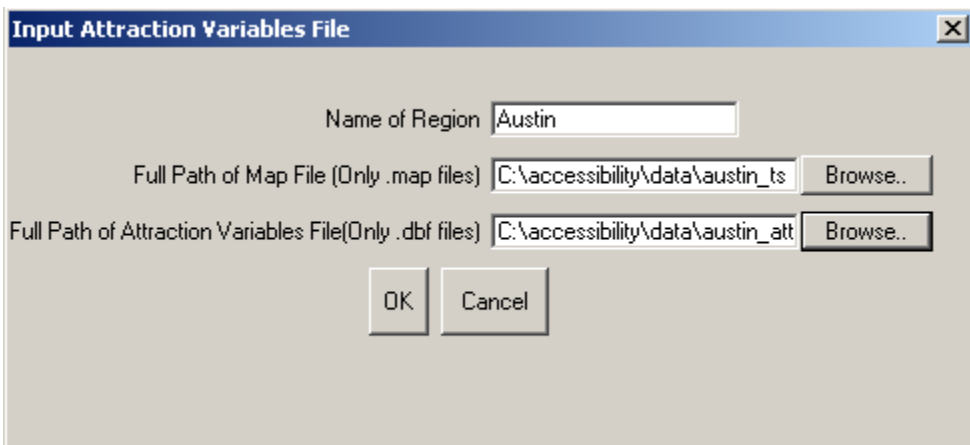 Input Attraction Variables File
Name of Region Austin
Full Path of Map File (Only .map files) C:\accessibility\data\austin_ts Browse..
Full Path of Attraction Variables File(Only .dbf files) C:\accessibility\data\austin_att Browse..
OK Cancel